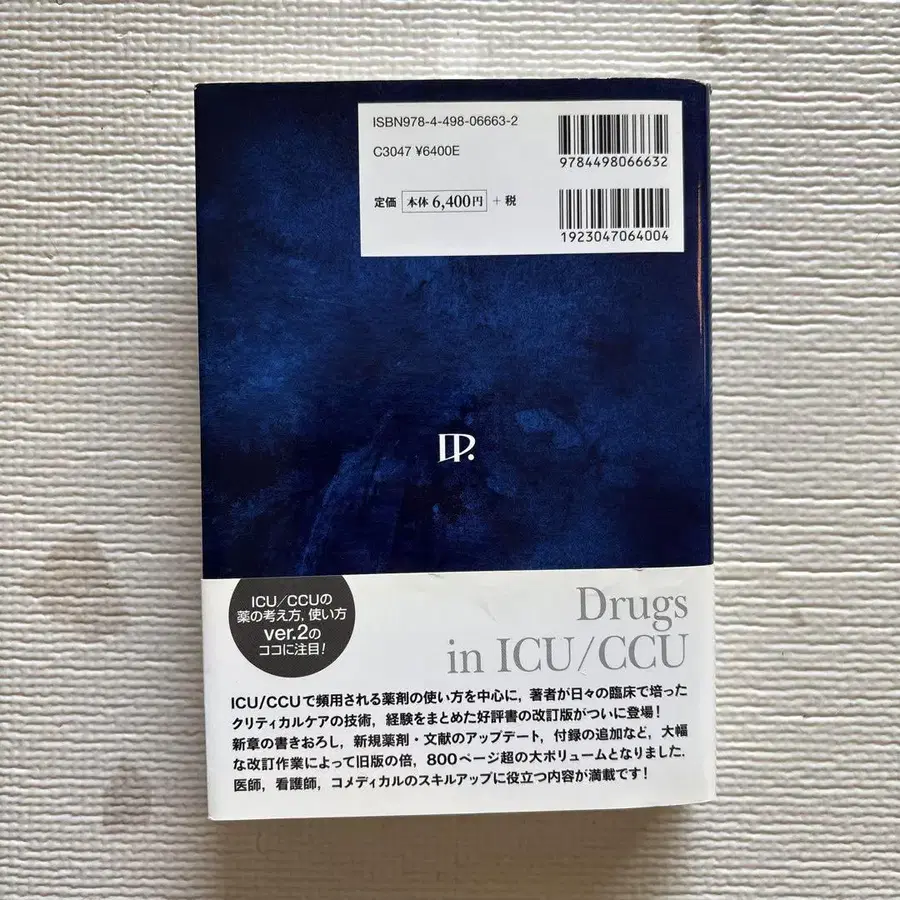 ISBN978-4-498-06663-2
C3047 ¥6400E
定価 本体 6,400円 + 税
9784498066632
1923047064004
ICU/CCUの
薬の考え方, 使い方
ver.2の
ココに注目!
Drugs
in ICU/CCU
ICU/CCUで頻用される薬剤の使い方を中心に, 著者が日々の臨床で培った
クリティカルケアの技術, 経験をまとめた好評書の改訂版がついに登場!
新章の書きおろし, 新規薬剤・文献のアップデート, 付録の追加など, 大幅
な改訂作業によって旧版の倍, 800ページ超の大ボリュームとなりました.
医師, 看護師, コメディカルのスキルアップに役立つ内容が満載です!